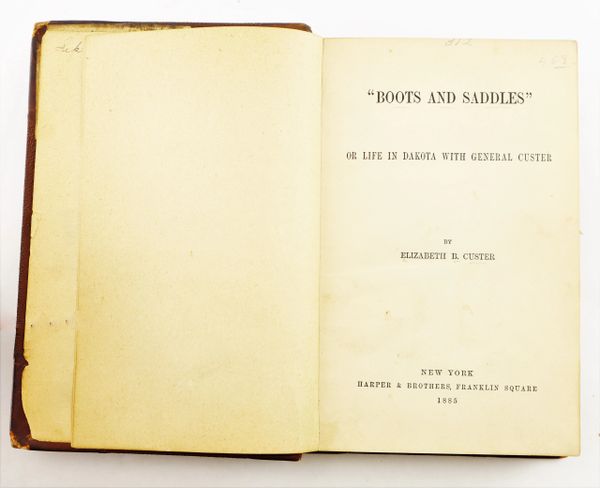 "BOOTS AND SADDLES"
OR LIFE IN DAKOTA WITH GENERAL CUSTER
BY
ELIZABETH B. CUSTER
NEW YORK
HARPER & BROTHERS, FRANKLIN SQUARE
1885